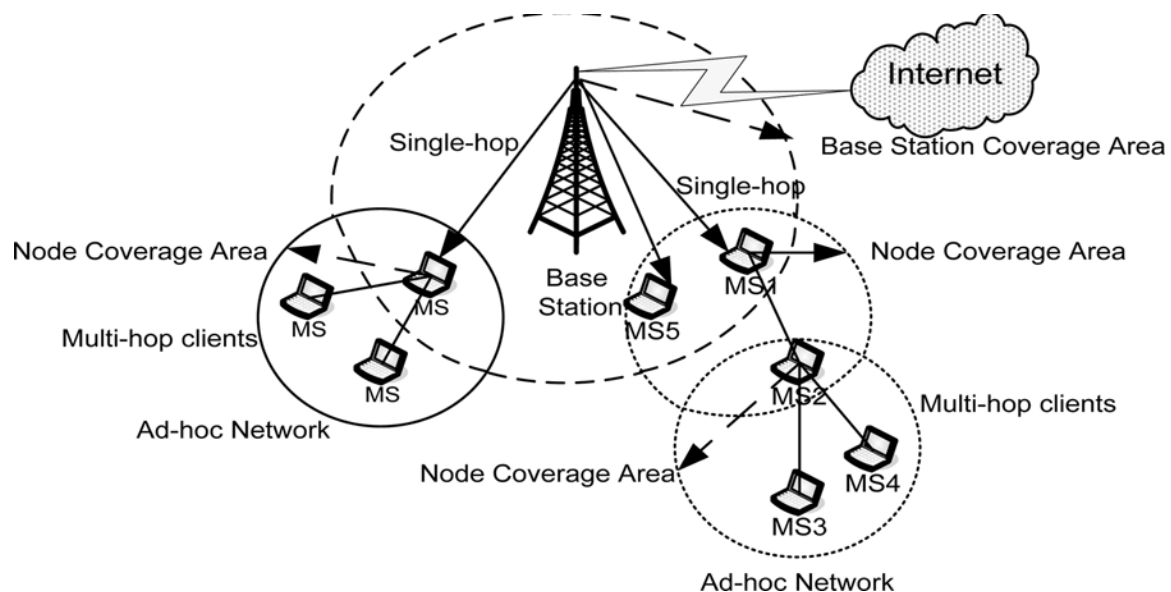 Internet
Base Station Coverage Area
Single-hop
Single-hop
Node Coverage Area
Node Coverage Area
MS1
MS
MS
Base
Station
MS5
Multi-hop clients
MS
MS2
Multi-hop clients
Ad-hoc Network
Node Coverage Area
MS4
MS3
Ad-hoc Network